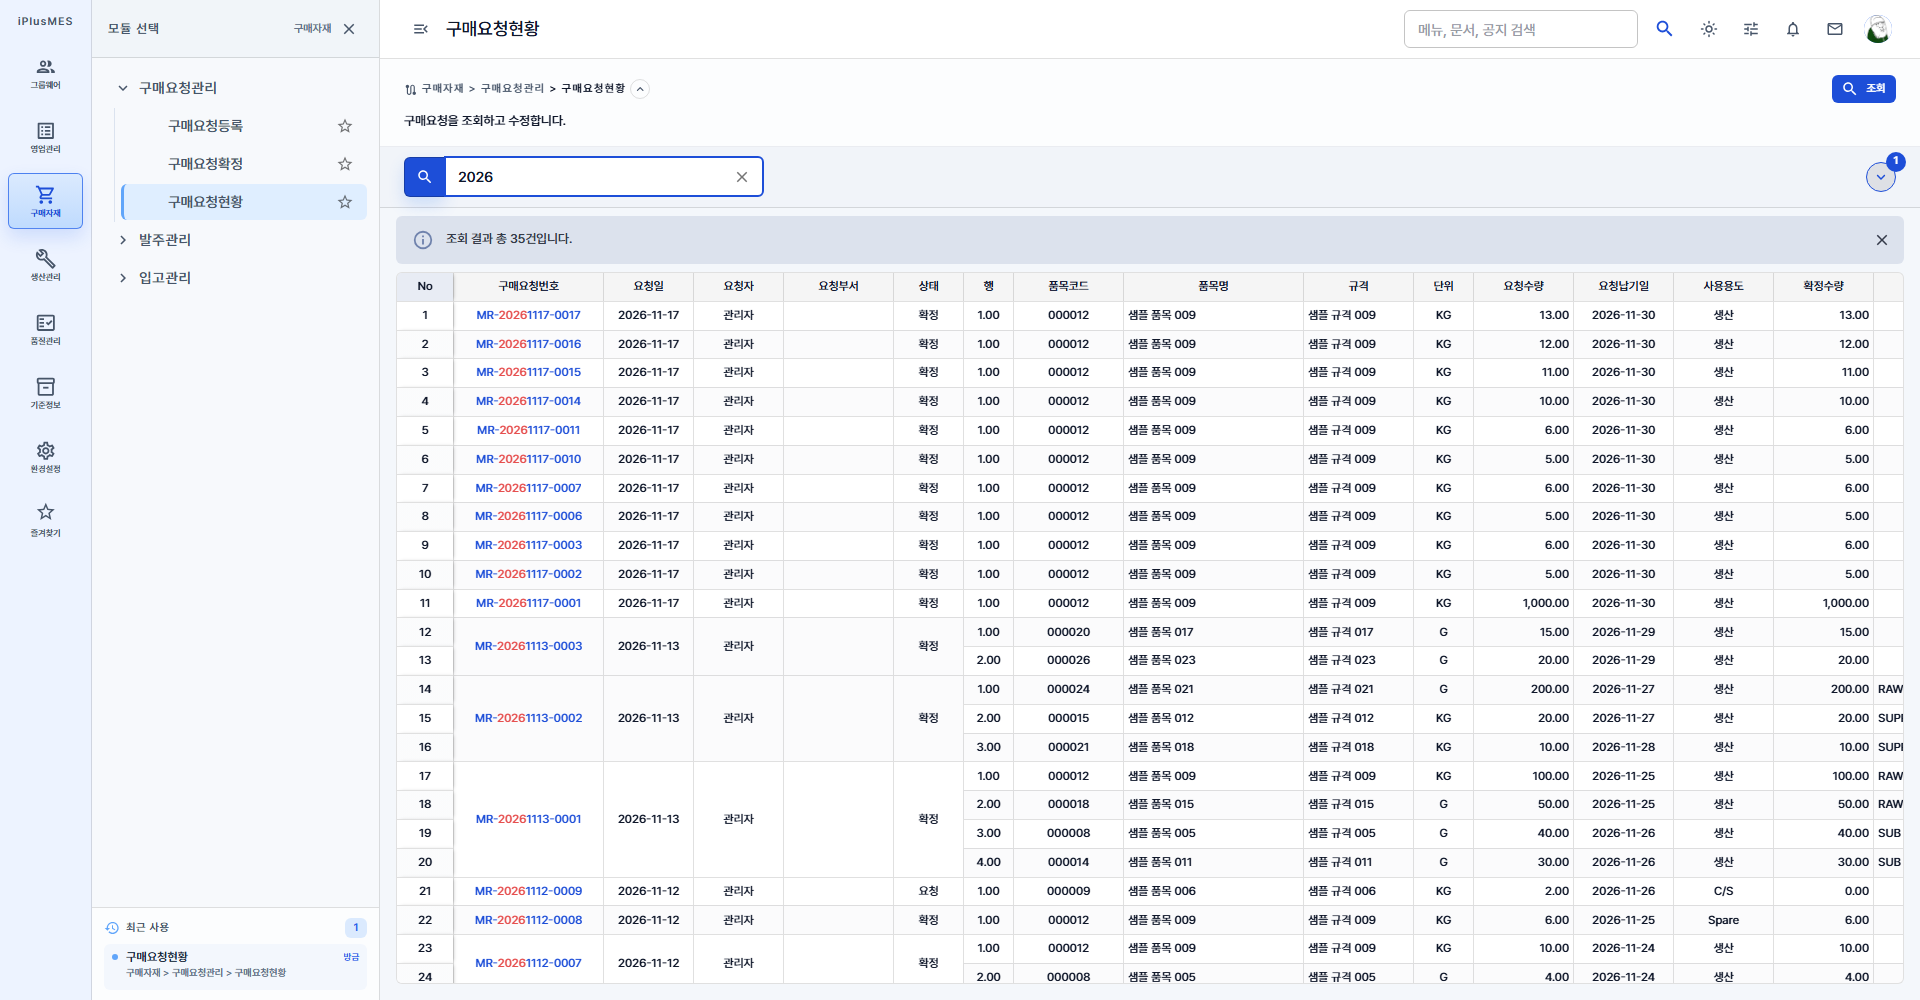 iPlusMES
그룹웨어
영업관리
구매자재
생산관리
품질관리
기준정보
환경설정
즐겨찾기
모듈 선택
구매자재
구매요청관리
구매요청등록
구매요청확정
구매요청현황
발주관리
입고관리
최근 사용
1
구매요청현황
방금
구매자재 > 구매요청관리 > 구매요청현황
구매요청현황
메뉴, 문서, 공지 검색
구매자재 > 구매요청관리 > 구매요청현황
조회
구매요청을 조회하고 수정합니다.
2026
1
조회 결과 총 35건입니다.
No 구매요청번호 요청일 요청자 요청부서 상태 행 품목코드 품목명 규격 단위 요청수량 요청납기일 사용용도 확정수량
1 MR-20261117-0017 2026-11-17 관리자 확정 1.00 000012 샘플 품목 009 샘플 규격 009 KG 13.00 2026-11-30 생산 13.00
2 MR-20261117-0016 2026-11-17 관리자 확정 1.00 000012 샘플 품목 009 샘플 규격 009 KG 12.00 2026-11-30 생산 12.00
3 MR-20261117-0015 2026-11-17 관리자 확정 1.00 000012 샘플 품목 009 샘플 규격 009 KG 11.00 2026-11-30 생산 11.00
4 MR-20261117-0014 2026-11-17 관리자 확정 1.00 000012 샘플 품목 009 샘플 규격 009 KG 10.00 2026-11-30 생산 10.00
5 MR-20261117-0011 2026-11-17 관리자 확정 1.00 000012 샘플 품목 009 샘플 규격 009 KG 6.00 2026-11-30 생산 6.00
6 MR-20261117-0010 2026-11-17 관리자 확정 1.00 000012 샘플 품목 009 샘플 규격 009 KG 5.00 2026-11-30 생산 5.00
7 MR-20261117-0007 2026-11-17 관리자 확정 1.00 000012 샘플 품목 009 샘플 규격 009 KG 6.00 2026-11-30 생산 6.00
8 MR-20261117-0006 2026-11-17 관리자 확정 1.00 000012 샘플 품목 009 샘플 규격 009 KG 5.00 2026-11-30 생산 5.00
9 MR-20261117-0003 2026-11-17 관리자 확정 1.00 000012 샘플 품목 009 샘플 규격 009 KG 6.00 2026-11-30 생산 6.00
10 MR-20261117-0002 2026-11-17 관리자 확정 1.00 000012 샘플 품목 009 샘플 규격 009 KG 5.00 2026-11-30 생산 5.00
11 MR-20261117-0001 2026-11-17 관리자 확정 1.00 000012 샘플 품목 009 샘플 규격 009 KG 1,000.00 2026-11-30 생산 1,000.00
12 MR-20261113-0003 2026-11-13 관리자 확정 1.00 000020 샘플 품목 017 샘플 규격 017 G 15.00 2026-11-29 생산 15.00
13 2.00 000026 샘플 품목 023 샘플 규격 023 G 20.00 2026-11-29 생산 20.00
14 1.00 000024 샘플 품목 021 샘플 규격 021 G 200.00 2026-11-27 생산 200.00 RAW
15 MR-20261113-0002 2026-11-13 관리자 확정 2.00 000015 샘플 품목 012 샘플 규격 012 KG 20.00 2026-11-27 생산 20.00 SUP
16 3.00 000021 샘플 품목 018 샘플 규격 018 KG 10.00 2026-11-28 생산 10.00 SUP
17 1.00 000012 샘플 품목 009 샘플 규격 009 KG 100.00 2026-11-25 생산 100.00 RAW
18 MR-20261113-0001 2026-11-13 관리자 확정 2.00 000018 샘플 품목 015 샘플 규격 015 G 50.00 2026-11-25 생산 50.00 RAW
19 3.00 000008 샘플 품목 005 샘플 규격 005 G 40.00 2026-11-26 생산 40.00 SUB
20 4.00 000014 샘플 품목 011 샘플 규격 011 G 30.00 2026-11-26 생산 30.00 SUB
21 MR-20261112-0009 2026-11-12 관리자 요청 1.00 000009 샘플 품목 006 샘플 규격 006 KG 2.00 2026-11-26 C/S 0.00
22 MR-20261112-0008 2026-11-12 관리자 확정 1.00 000012 샘플 품목 009 샘플 규격 009 KG 6.00 2026-11-25 Spare 6.00
23 MR-20261112-0007 2026-11-12 관리자 확정 1.00 000012 샘플 품목 009 샘플 규격 009 KG 10.00 2026-11-24 생산 10.00
24 2.00 000008 샘플 품목 005 샘플 규격 005 G 4.00 2026-11-24 생산 4.00